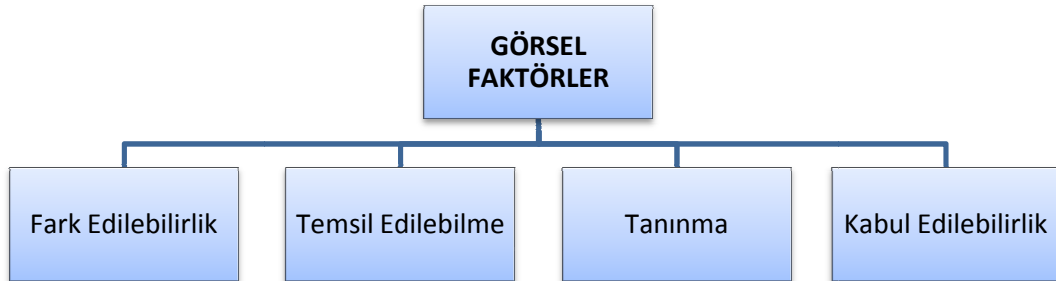 GÖRSEL
FAKTÖRLER
Fark Edilebilirlik
Temsil Edilebilme
Tanınma
Kabul Edilebilirlik